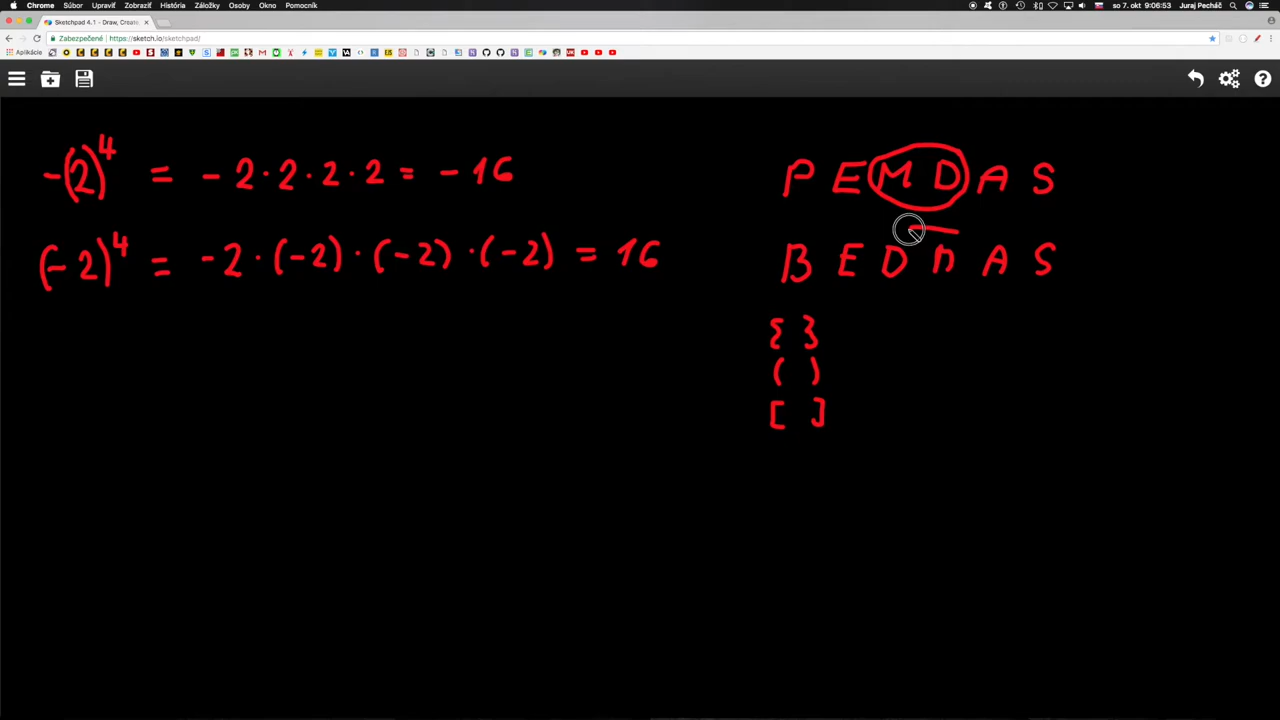 Chrome Súbor Upraviť Zobraziť História Záložky Osoby Okno Pomocník so 7. okt 9:06:53 Juraj Pecháč
Sketchpad 4.1 - Draw, Create
Zabezpečené https://sketch.io/sketchpad/
Aplikácie
-(2)^4 = - 2 · 2 · 2 · 2 = - 16
(-2)^4 = -2 · (-2) · (-2) · (-2) = 16
P E M D A S
B E D M A S
{ }
( )
[ ]